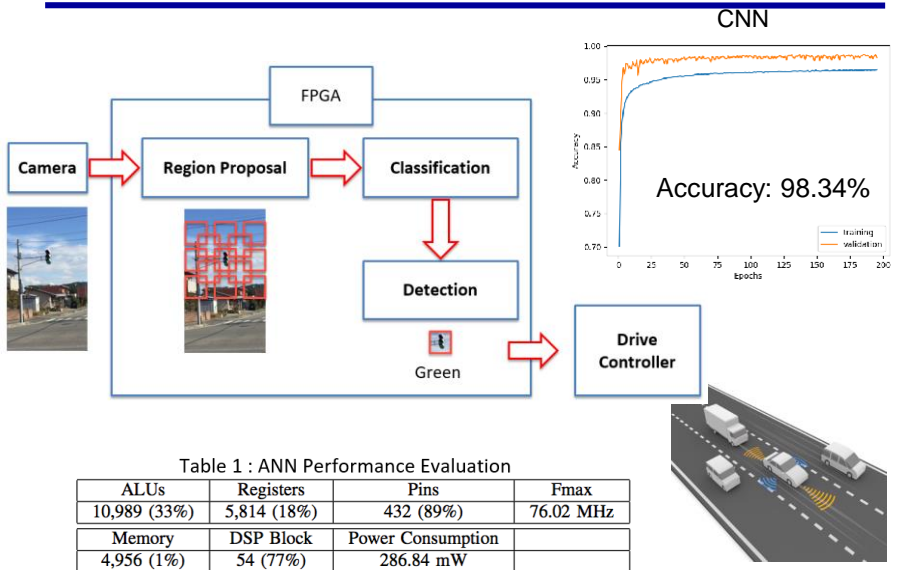 CNN
FPGA
Camera
Region Proposal
Classification
Detection
Green
Drive
Controller
1.00
0.95
0.90
0.85
0.80
0.75
0.70
Accuracy
Accuracy: 98.34%
training
validation
0 25 50 75 100 125 150 175 200
Epochs
Table 1 : ANN Performance Evaluation
ALUs Registers Pins Fmax
10,989 (33%) 5,814 (18%) 432 (89%) 76.02 MHz
Memory DSP Block Power Consumption
4,956 (1%) 54 (77%) 286.84 mW